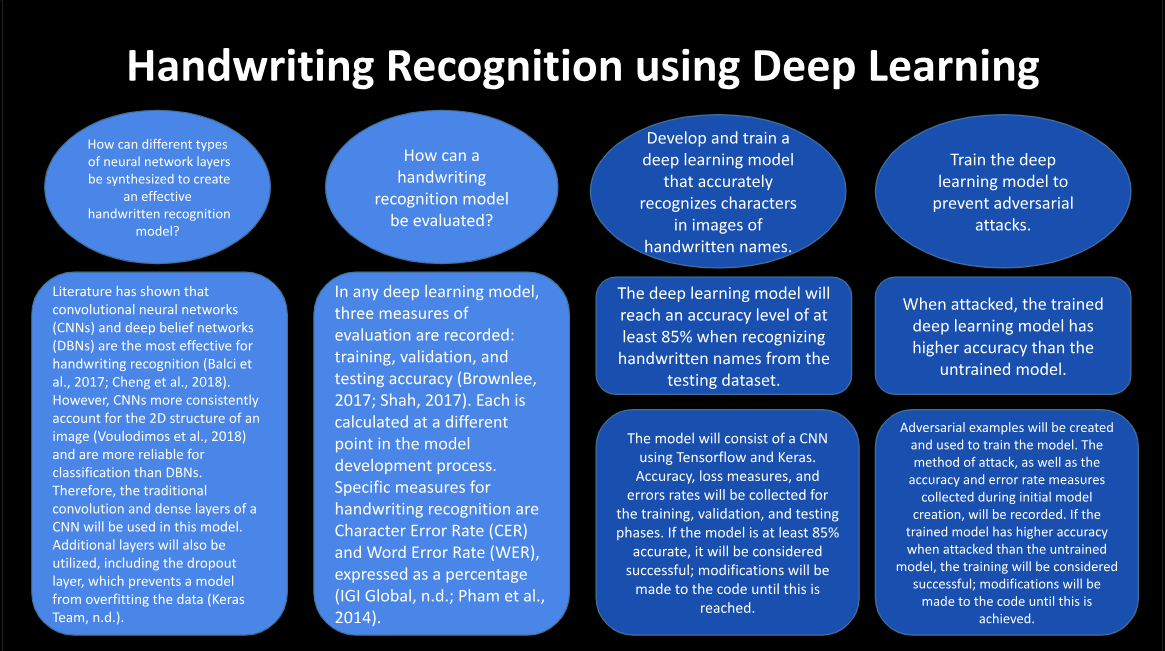 Handwriting Recognition using Deep Learning
How can different types
of neural network layers
be synthesized to create
an effective
handwritten recognition
model?
Literature has shown that
convolutional neural networks
(CNNs) and deep belief networks
(DBNs) are the most effective for
handwriting recognition (Balci et
al., 2017; Cheng et al., 2018).
However, CNNs more consistently
account for the 2D structure of an
image (Voulodimos et al., 2018)
and are more reliable for
classification than DBNs.
Therefore, the traditional
convolution and dense layers of a
CNN will be used in this model.
Additional layers will also be
utilized, including the dropout
layer, which prevents a model
from overfitting the data (Keras
Team, n.d.).
How can a
handwriting
recognition model
be evaluated?
In any deep learning model,
three measures of
evaluation are recorded:
training, validation, and
testing accuracy (Brownlee,
2017; Shah, 2017). Each is
calculated at a different
point in the model
development process.
Specific measures for
handwriting recognition are
Character Error Rate (CER)
and Word Error Rate (WER),
expressed as a percentage
(IGI Global, n.d.; Pham et al.,
2014).
Develop and train a
deep learning model
that accurately
recognizes characters
in images of
handwritten names.
The deep learning model will
reach an accuracy level of at
least 85% when recognizing
handwritten names from the
testing dataset.
The model will consist of a CNN
using Tensorflow and Keras.
Accuracy, loss measures, and
errors rates will be collected for
the training, validation, and testing
phases. If the model is at least 85%
accurate, it will be considered
successful; modifications will be
made to the code until this is
reached.
Train the deep
learning model to
prevent adversarial
attacks.
When attacked, the trained
deep learning model has
higher accuracy than the
untrained model.
Adversarial examples will be created
and used to train the model. The
method of attack, as well as the
accuracy and error rate measures
collected during initial model
creation, will be recorded. If the
trained model has higher accuracy
when attacked than the untrained
model, the training will be considered
successful; modifications will be
made to the code until this is
achieved.